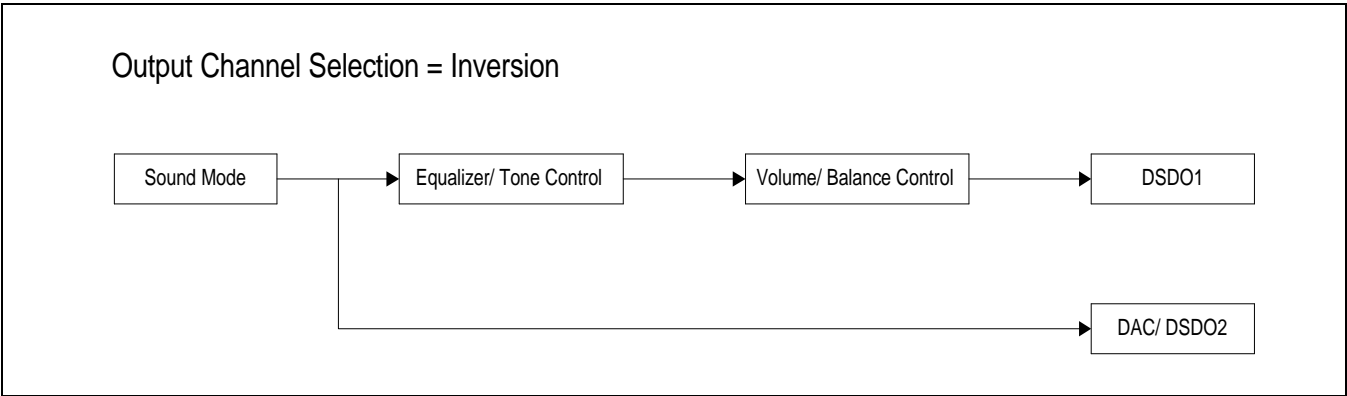 Output Channel Selection = Inversion
Sound Mode
Equalizer/ Tone Control
Volume/ Balance Control
DSDO1
DAC/ DSDO2